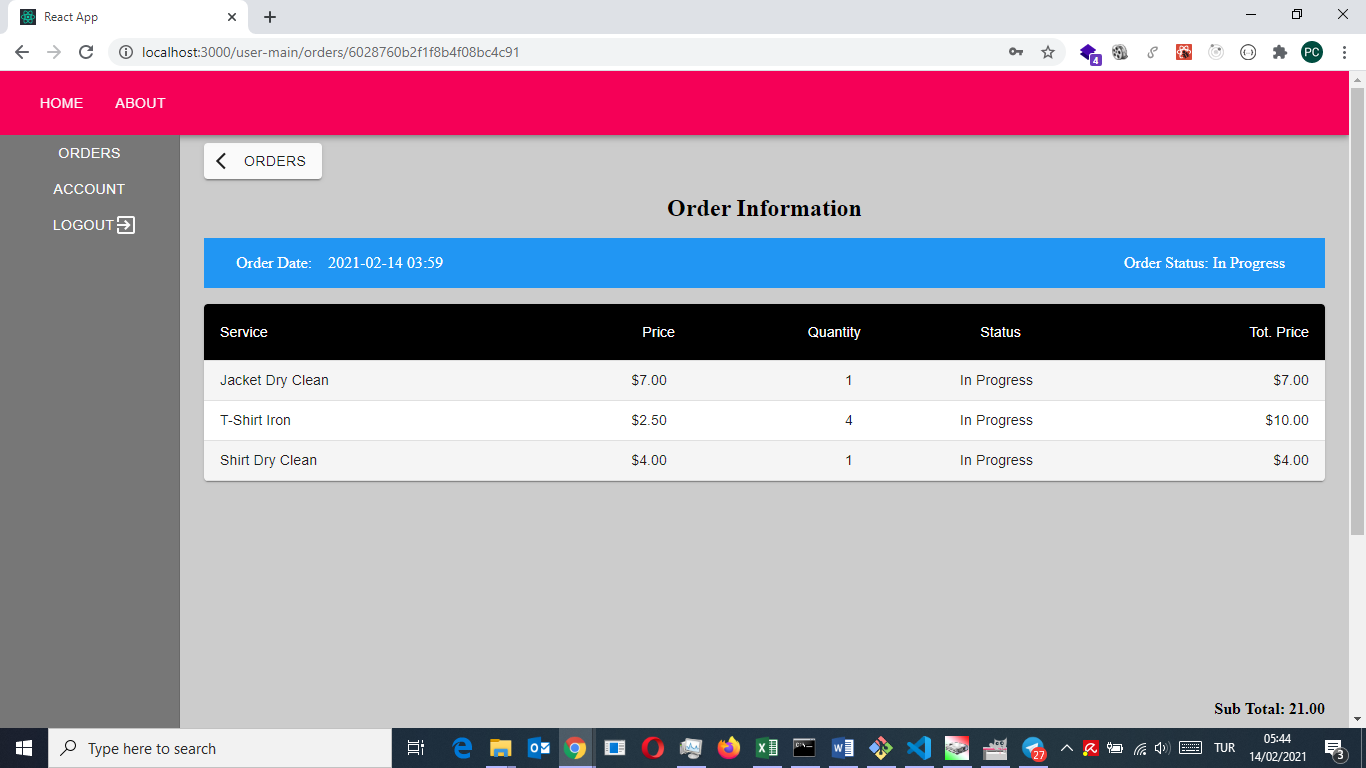 React App
localhost:3000/user-main/orders/6028760b2f1f8b4f08bc4c91
4
PC
HOME ABOUT
ORDERS
ACCOUNT
LOGOUT
ORDERS
Order Information
Order Date: 2021-02-14 03:59 Order Status: In Progress
Service Price Quantity Status Tot. Price
Jacket Dry Clean $7.00 1 In Progress $7.00
T-Shirt Iron $2.50 4 In Progress $10.00
Shirt Dry Clean $4.00 1 In Progress $4.00
Sub Total: 21.00
Type here to search
27
TUR
05:44
14/02/2021
3